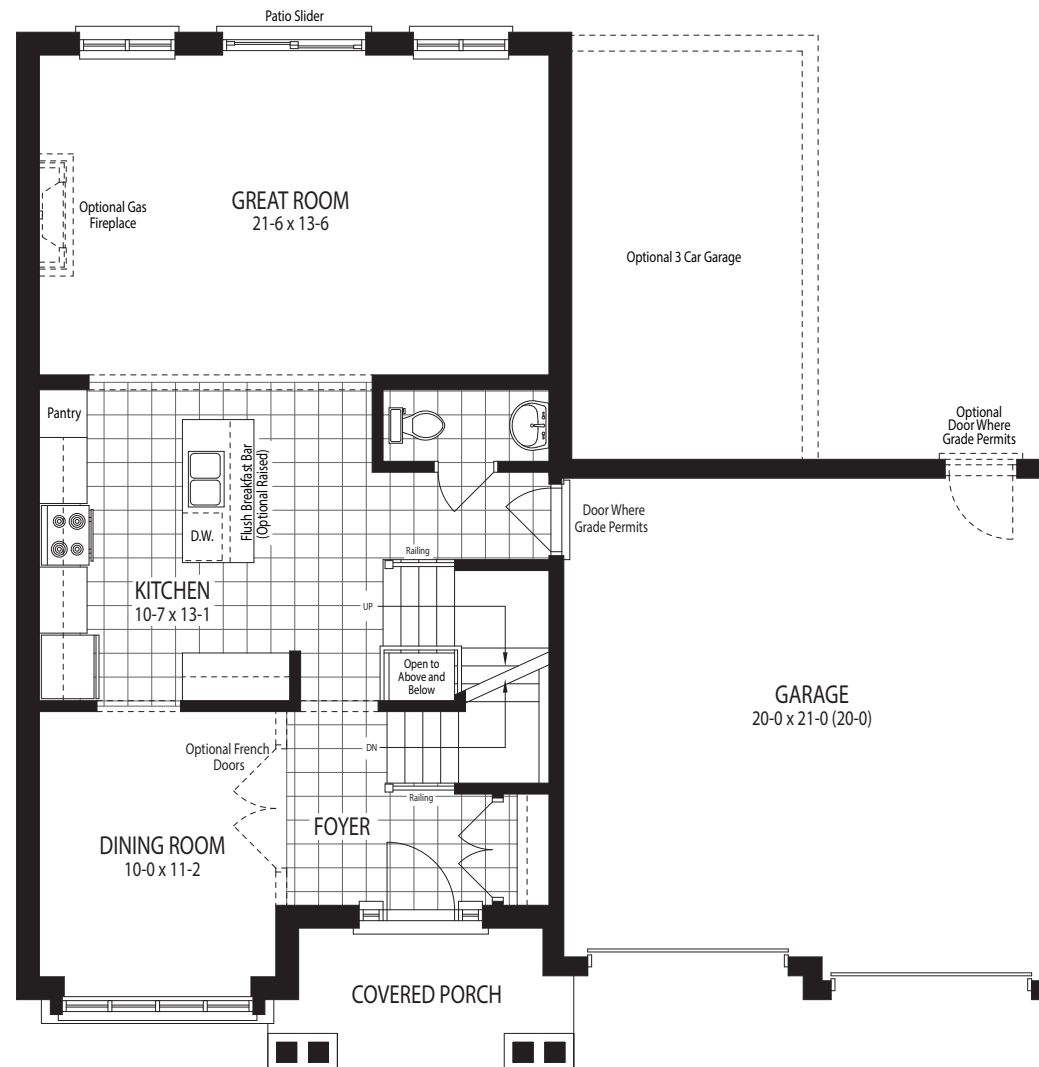 Patio Slider
GREAT ROOM
21-6 x 13-6
Optional Gas
Fireplace
Optional 3 Car Garage
Pantry
Optional
Door Where
Grade Permits
Flush Breakfast Bar
(Optional Raised)
D.W.
Door Where
Grade Permits
Railing
KITCHEN
10-7 x 13-1
UP
Open to
Above and
Below
GARAGE
20-0 x 21-0 (20-0)
Optional French
Doors
DN
Railing
FOYER
DINING ROOM
10-0 x 11-2
COVERED PORCH